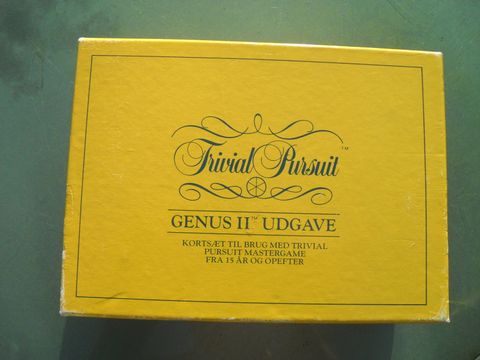 Trivial Pursuit™
GENUS II™ UDGAVE
KORTSÆT TIL BRUG MED TRIVIAL
PURSUIT MASTERGAME
FRA 15 ÅR OG OPEFTER